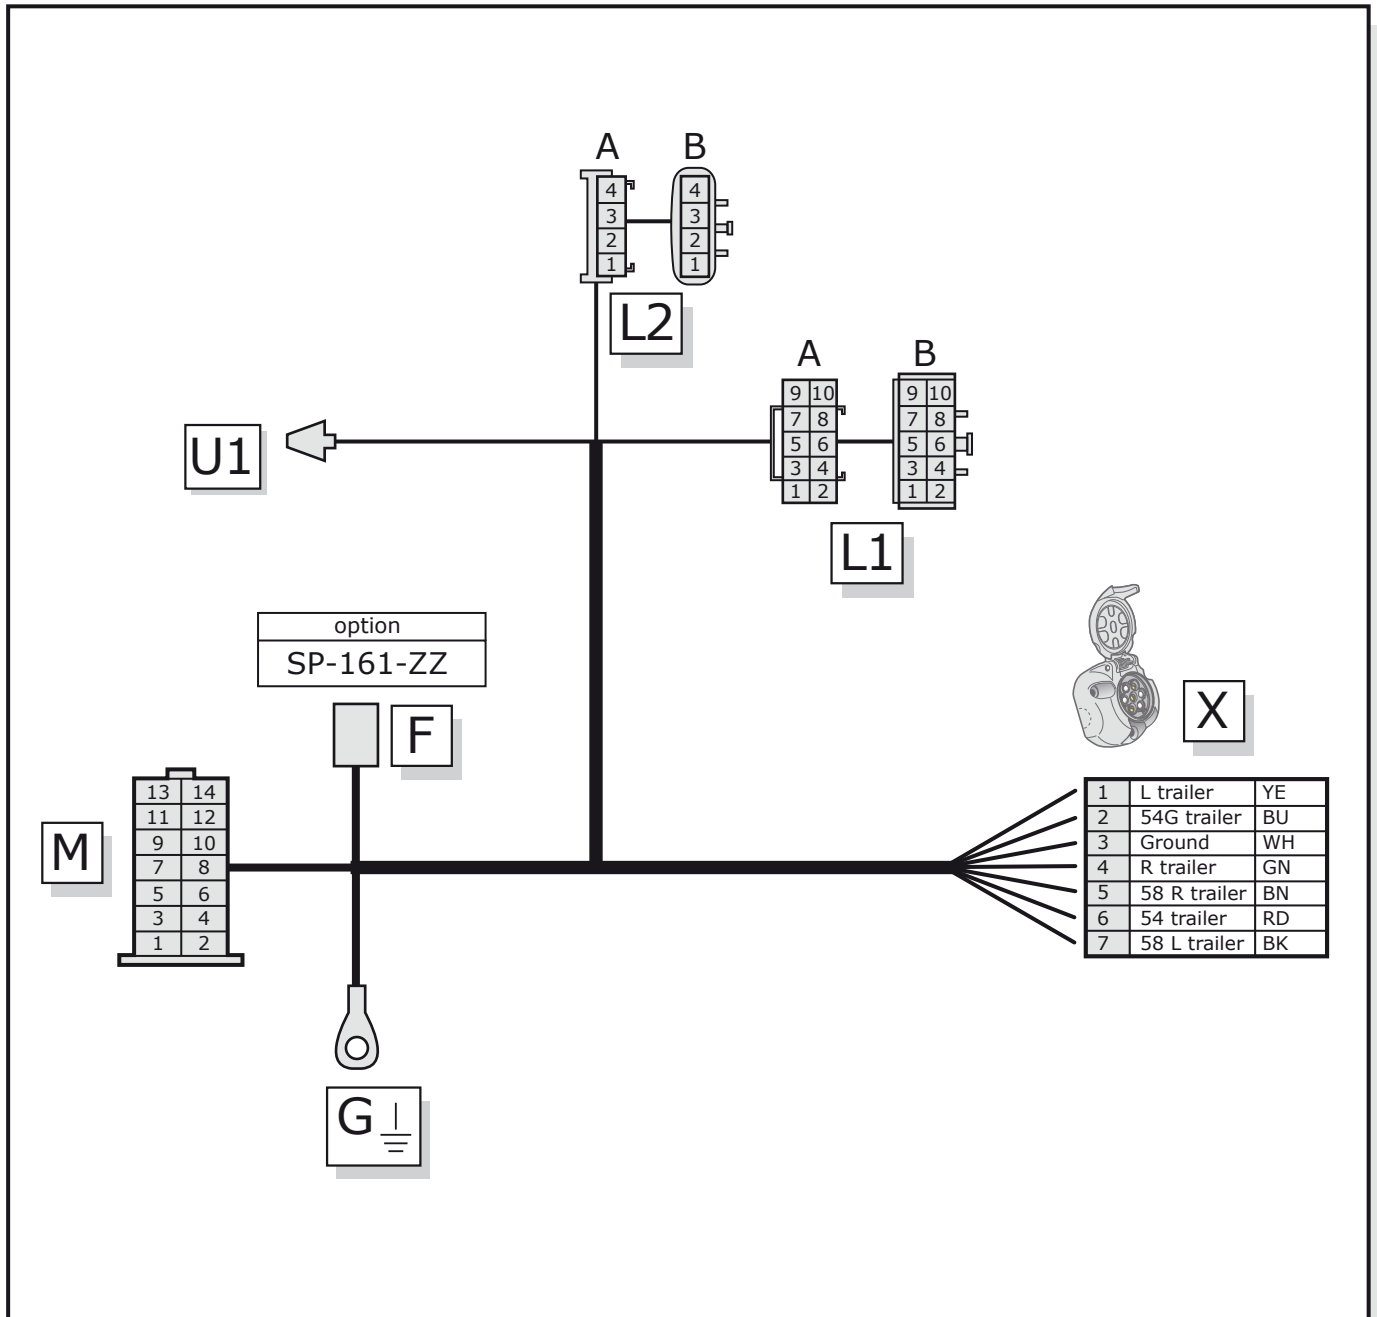 A B
4 4
3 3
2 2
1 1
L2
A B
9 10 9 10
7 8 7 8
5 6 5 6
3 4 3 4
1 2 1 2
U1
L1
option
SP-161-ZZ
F
X
M
13 14
11 12
9 10
7 8
5 6
3 4
1 2
1 L trailer YE
2 54G trailer BU
3 Ground WH
4 R trailer GN
5 58 R trailer BN
6 54 trailer RD
7 58 L trailer BK
G